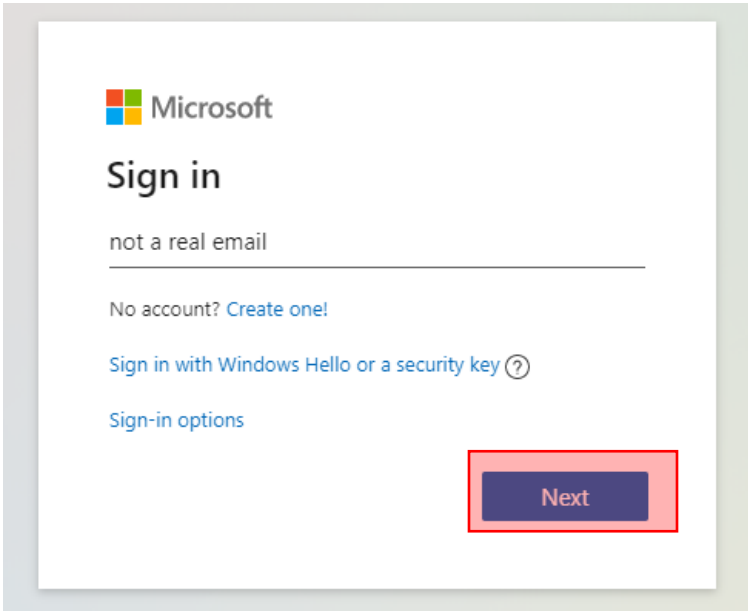 Microsoft
Sign in
not a real email
No account? Create one!
Sign in with Windows Hello or a security key ?
Sign-in options
Next